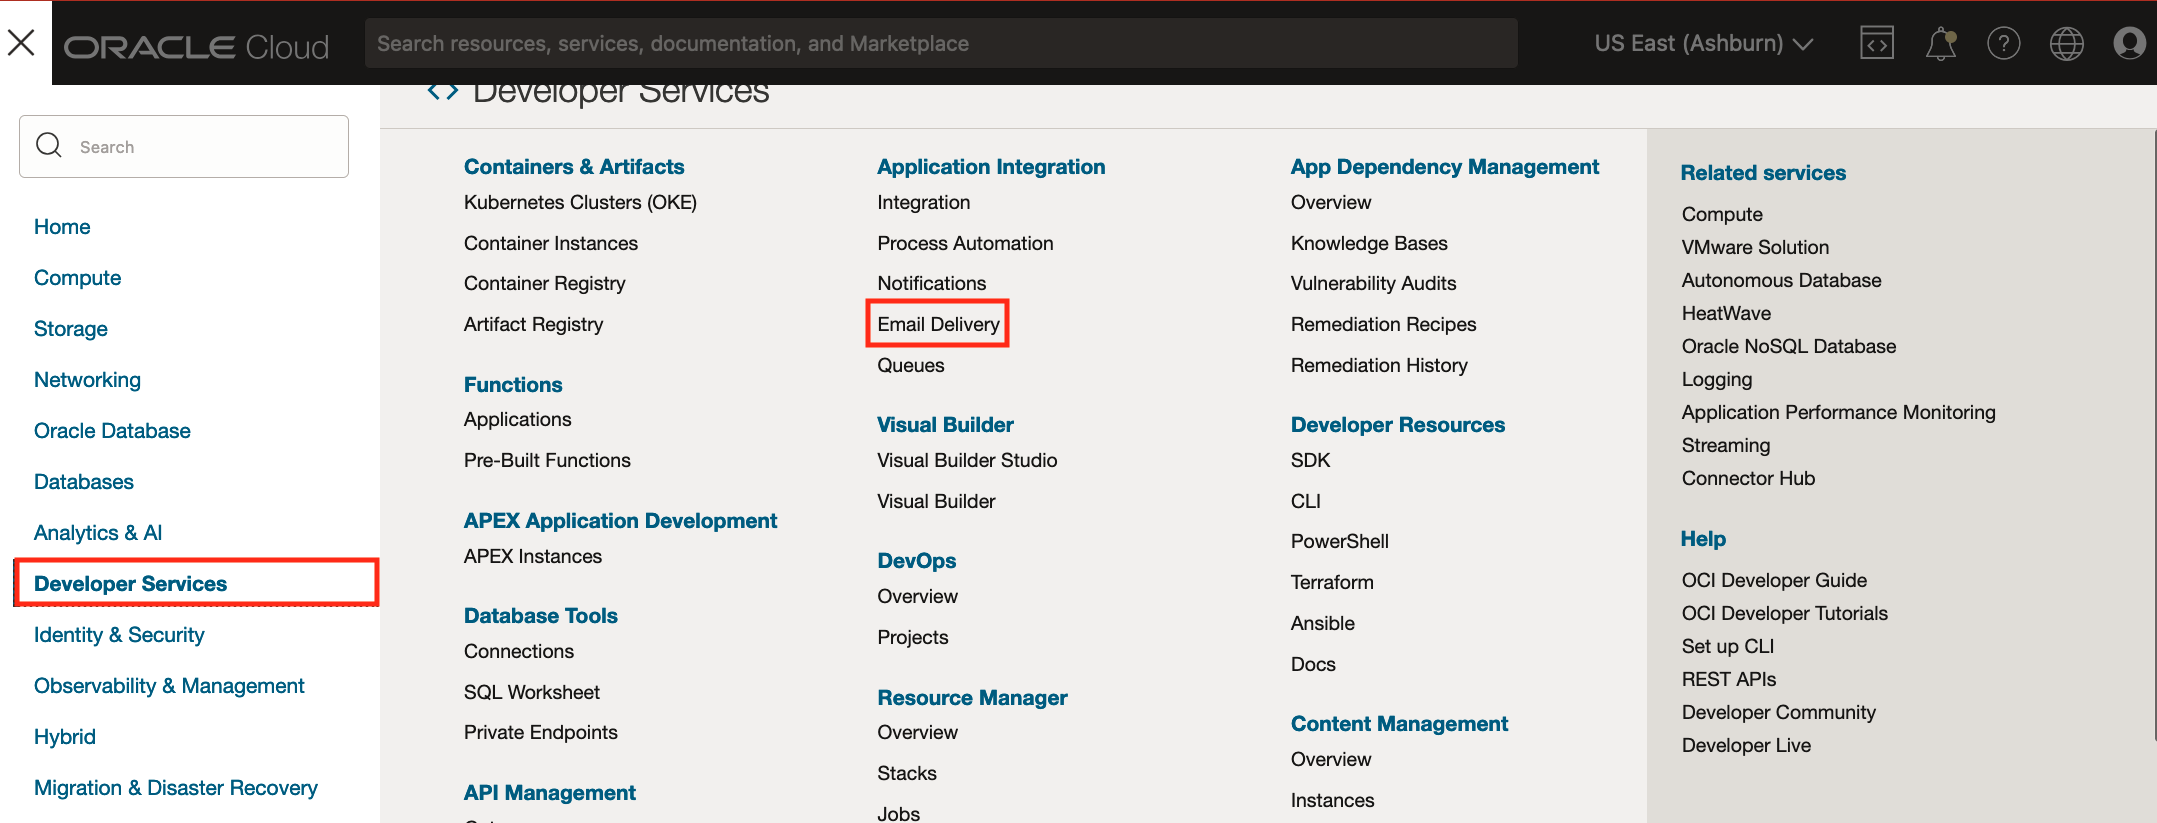 ORACLE Cloud
Search resources, services, documentation, and Marketplace
US East (Ashburn)
Search
Home
Compute
Storage
Networking
Oracle Database
Databases
Analytics & AI
Developer Services
Identity & Security
Observability & Management
Hybrid
Migration & Disaster Recovery
Developer Services
Containers & Artifacts
Kubernetes Clusters (OKE)
Container Instances
Container Registry
Artifact Registry
Functions
Applications
Pre-Built Functions
APEX Application Development
APEX Instances
Database Tools
Connections
SQL Worksheet
Private Endpoints
API Management
Application Integration
Integration
Process Automation
Notifications
Email Delivery
Queues
Visual Builder
Visual Builder Studio
Visual Builder
DevOps
Overview
Projects
Resource Manager
Overview
Stacks
Jobs
App Dependency Management
Overview
Knowledge Bases
Vulnerability Audits
Remediation Recipes
Remediation History
Developer Resources
SDK
CLI
PowerShell
Terraform
Ansible
Docs
Content Management
Overview
Instances
Related services
Compute
VMware Solution
Autonomous Database
HeatWave
Oracle NoSQL Database
Logging
Application Performance Monitoring
Streaming
Connector Hub
Help
OCI Developer Guide
OCI Developer Tutorials
Set up CLI
REST APIs
Developer Community
Developer Live